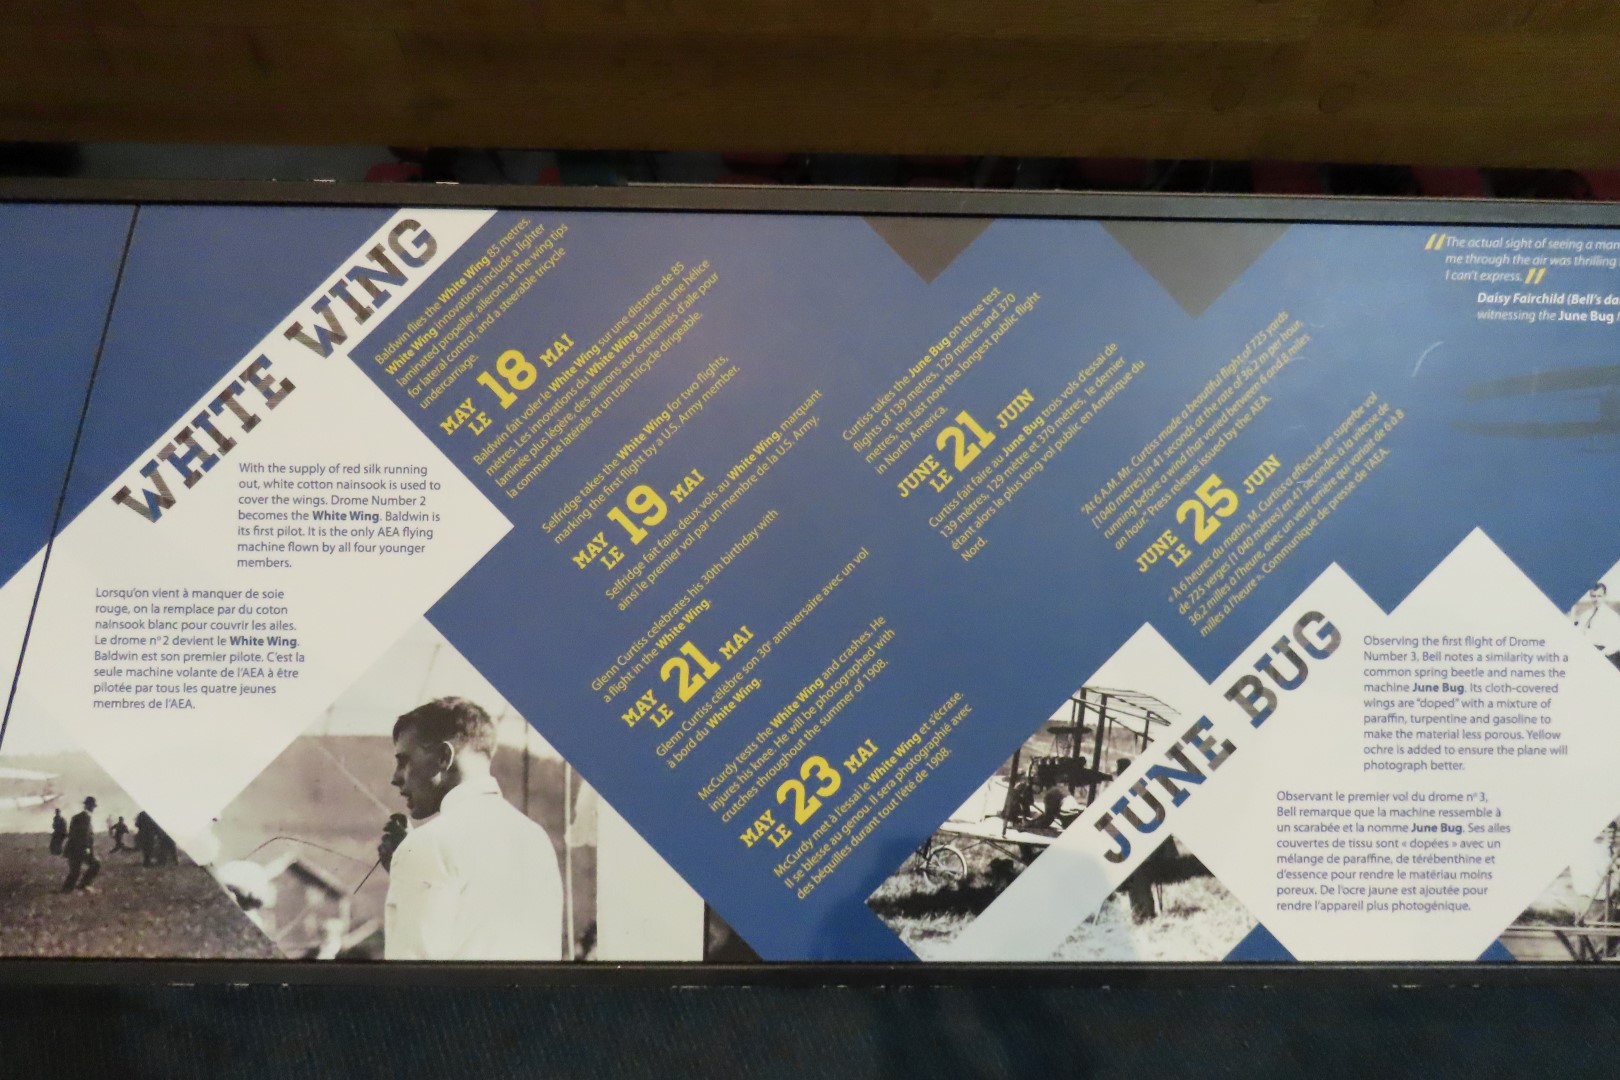 WHITE WING
With the supply of red silk running
out, white cotton nainsook is used to
cover the wings. Drome Number 2
becomes the White Wing. Baldwin is
its first pilot. It is the only AEA flying
machine flown by all four younger
members.
Lorsqu'on vient à manquer de soie
rouge, on la remplace par du coton
nainsook blanc pour couvrir les ailes.
Le drome nº 2 devient le White Wing.
Baldwin est son premier pilote. C'est la
seule machine volante de l'AEA à être
pilotée par tous les quatre jeunes
membres de l'AEA.
Baldwin flies the White Wing 85 metres.
White Wing innovations include a lighter
laminated propeller, ailerons at the wing tips
for lateral control, and a steerable tricycle
undercarriage.
MAY 18 MAI
LE
Baldwin fait voler le White Wing sur une distance de 85
mètres. Les innovations du White Wing incluent une hélice
laminée plus légère, des ailerons aux extrémités d'aile pour
la commande latérale et un train tricycle dirigeable.
Selfridge takes the White Wing for two flights,
marking the first flight by a U.S. Army member.
MAY 19 MAI
LE
Selfridge fait faire deux vols au White Wing, marquant
ainsi le premier vol par un membre de la U.S. Army.
Glenn Curtiss celebrates his 30th birthday with
a flight in the White Wing.
MAY 21 MAI
LE
Glenn Curtiss célèbre son 30e anniversaire avec un vol
à bord du White Wing.
McCurdy tests the White Wing and crashes. He
injures his knee. He will be photographed with
crutches throughout the summer of 1908.
MAY 23 MAI
LE
McCurdy met à l'essai le White Wing et s'écrase.
Il se blesse au genou. Il sera photographié avec
des béquilles durant tout l'été de 1908.
Curtiss takes the June Bug on three test
flights of 139 metres, 129 metres and 370
metres, the last now the longest public flight
in North America.
JUNE 21 JUIN
LE
Curtiss fait faire au June Bug trois vols d'essai de
139 mètres, 129 mètres et 370 mètres, le dernier
étant alors le plus long vol public en Amérique du
Nord.
"At 6 A.M. Mr. Curtiss made a beautiful flight of 725 yards
[1040 metres] in 41 seconds at the rate of 36.2 m per hour,
running before a wind that varied between 6 and 8 miles
an hour." Press release issued by the AEA.
JUNE 25 JUIN
LE
« À 6 heures du matin, M. Curtiss a effectué un superbe vol
de 725 verges [1 040 mètres] en 41 secondes à la vitesse de
36,2 milles à l'heure, avec un vent arrière qui variait de 6 à 8
milles à l'heure ». Communiqué de presse de l'AEA.
JUNE BUG
Observing the first flight of Drome
Number 3, Bell notes a similarity with a
common spring beetle and names the
machine June Bug. Its cloth-covered
wings are "doped" with a mixture of
paraffin, turpentine and gasoline to
make the material less porous. Yellow
ochre is added to ensure the plane will
photograph better.
Observant le premier vol du drome nº 3,
Bell remarque que la machine ressemble à
un scarabée et la nomme June Bug. Ses ailes
couvertes de tissu sont « dopées » avec un
mélange de paraffine, de térébenthine et
d'essence pour rendre le matériau moins
poreux. De l'ocre jaune est ajoutée pour
rendre l'appareil plus photogénique.
"The actual sight of seeing a man
me through the air was thrilling
I can't express."
Daisy Fairchild (Bell's da
witnessing the June Bug